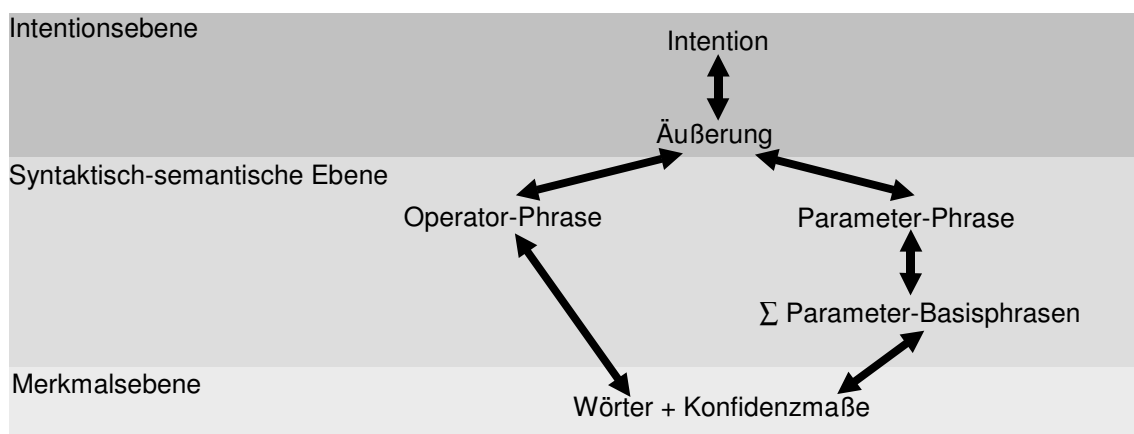 Intentionsebene
Intention
Äußerung
Syntaktisch-semantische Ebene
Operator-Phrase
Parameter-Phrase
∑ Parameter-Basisphrasen
Merkmalsebene
Wörter + Konfidenzmaße